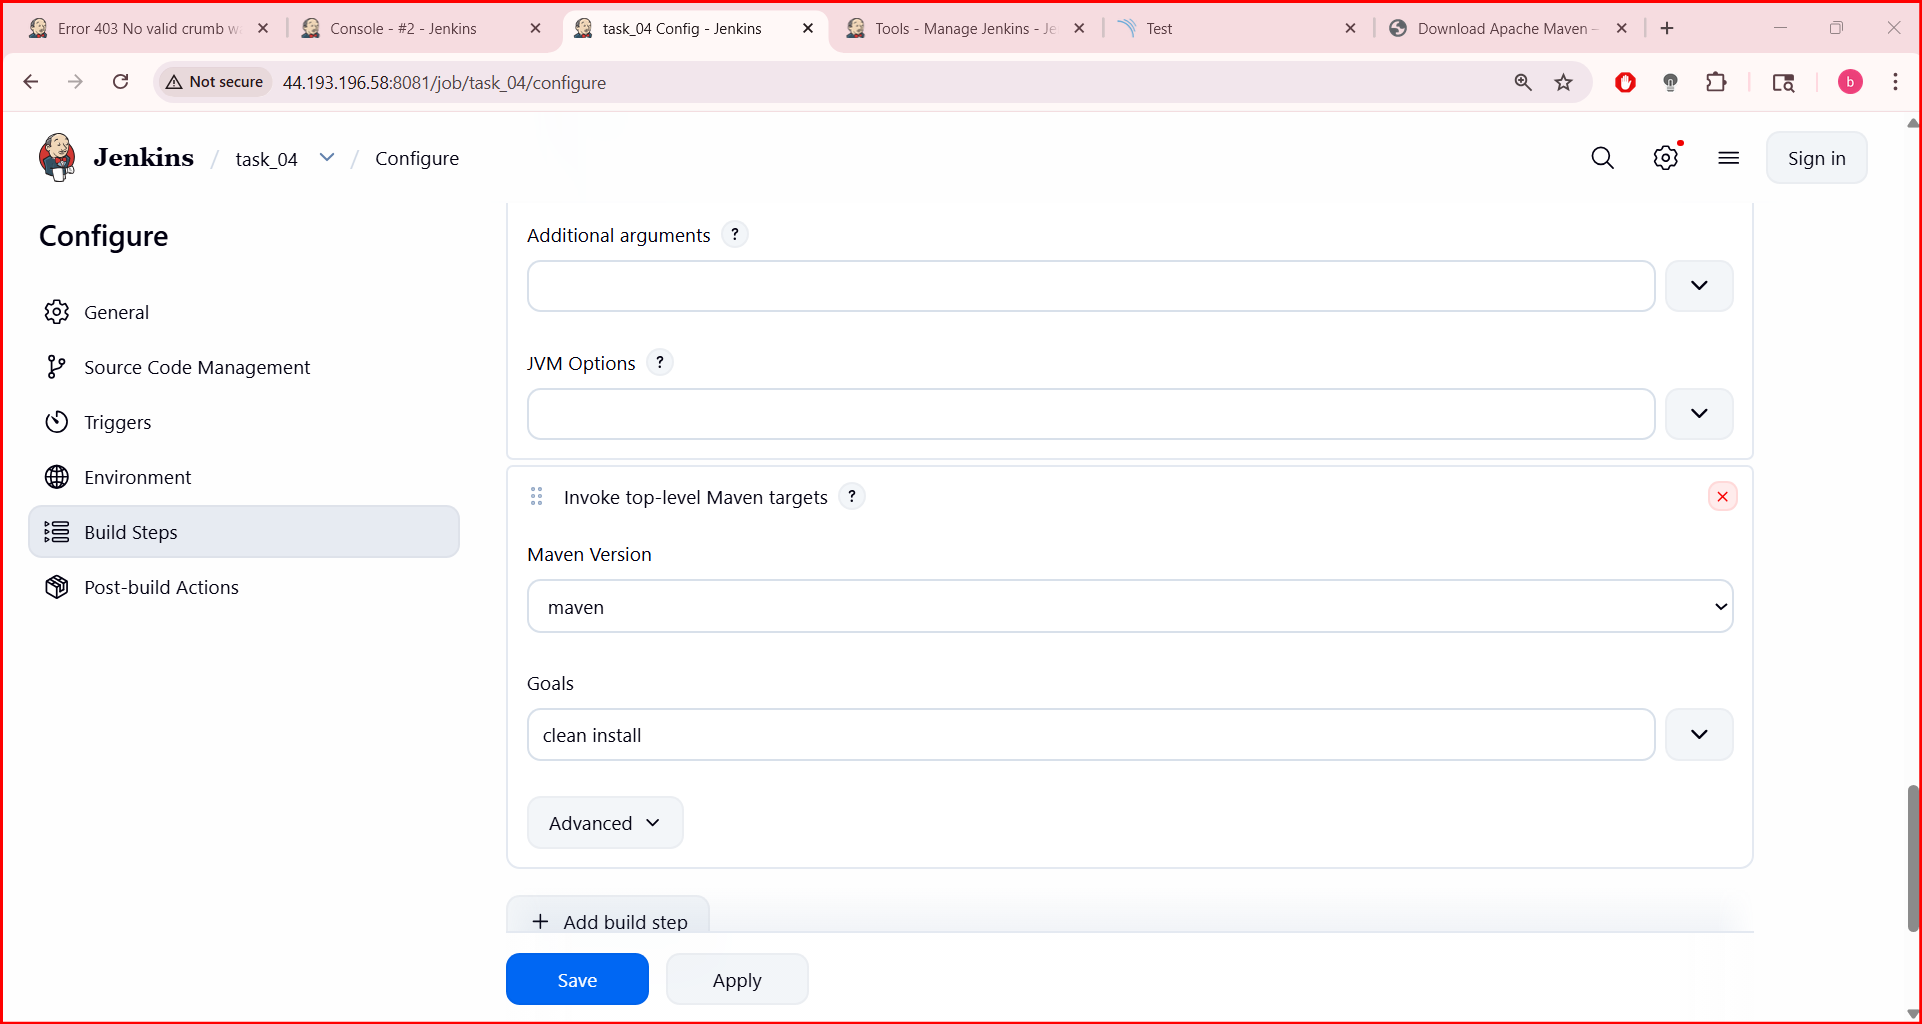 Error 403 No valid crumb w
Console - #2 - Jenkins
task_04 Config - Jenkins
Tools - Manage Jenkins - Je
Test
Download Apache Maven –
Not secure
44.193.196.58:8081/job/task_04/configure
b
Jenkins / task_04 / Configure
Sign in
Configure
General
Source Code Management
Triggers
Environment
Build Steps
Post-build Actions
Additional arguments ?
JVM Options ?
Invoke top-level Maven targets ?
Maven Version
maven
Goals
clean install
Advanced
+ Add build step
Save
Apply